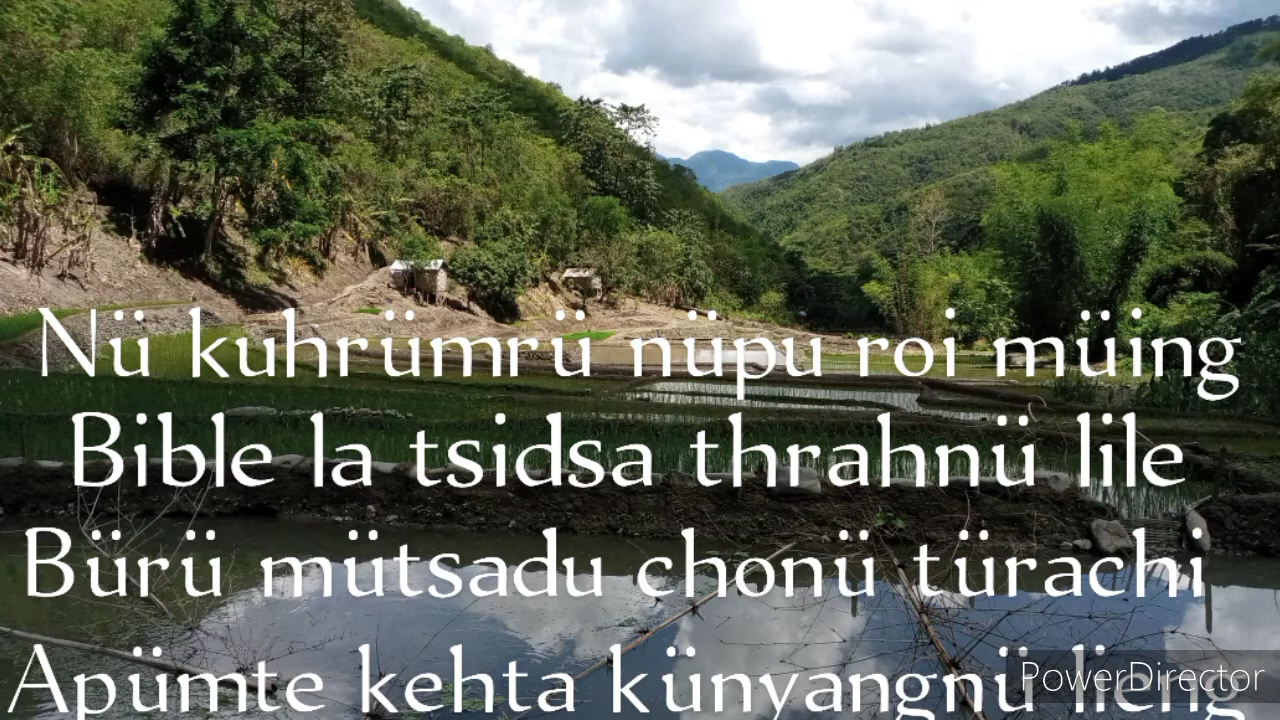 Nü kuhrümrü nüpu roi müing
Bible la tsidsa thrahnü lile
Bürü mütsadu chonü türachi
Apümte kehta künyangnü lieng
PowerDirector